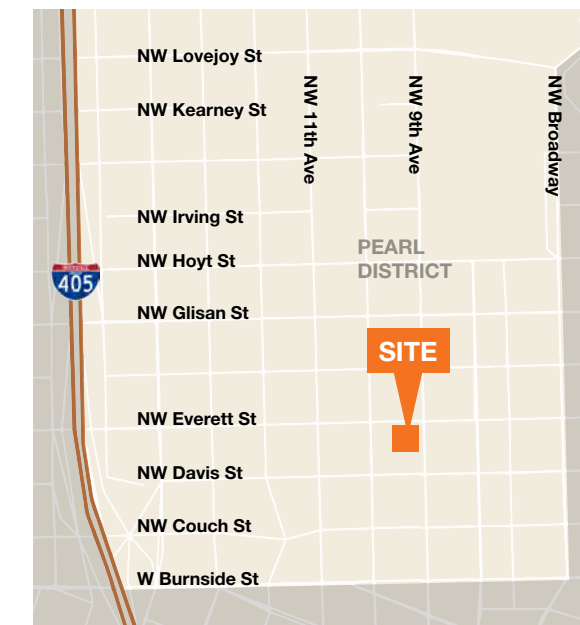 NW Lovejoy St
NW Kearney St
NW 11th Ave
NW 9th Ave
NW Broadway
NW Irving St
PEARL
DISTRICT
NW Hoyt St
405
NW Glisan St
SITE
NW Everett St
NW Davis St
NW Couch St
W Burnside St